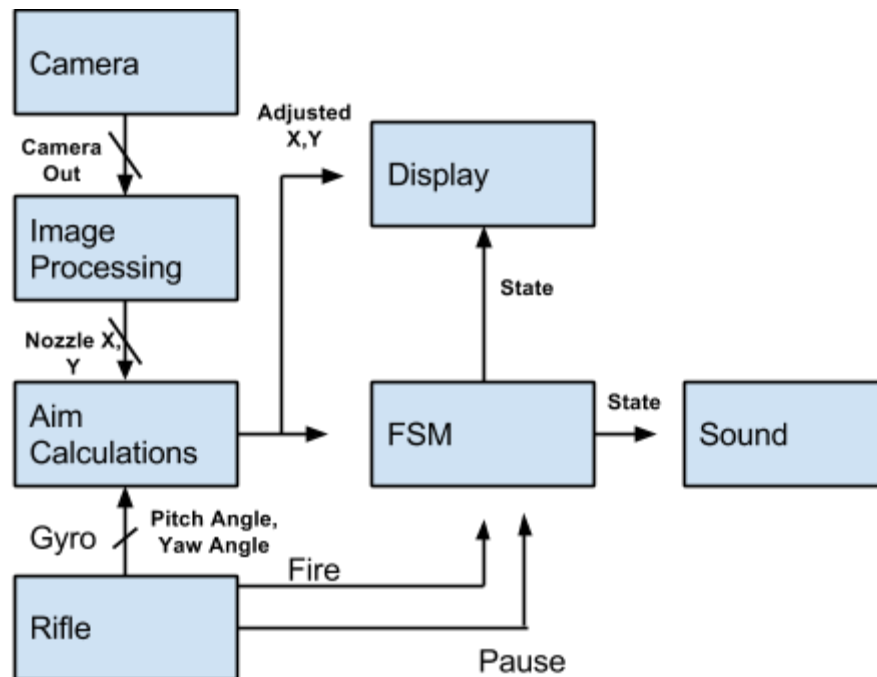 Camera
Camera
Out
Adjusted
X,Y
Display
Image
Processing
State
Nozzle X,
Y
Aim
Calculations
FSM
State
Sound
Gyro
Pitch Angle,
Yaw Angle
Fire
Rifle
Pause